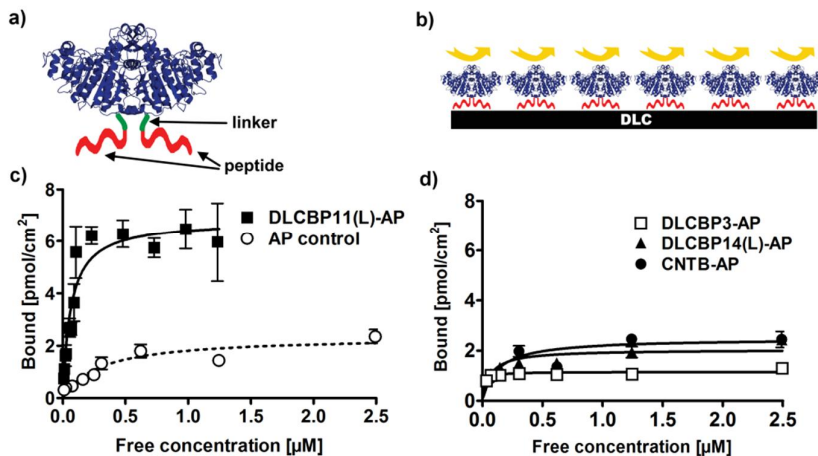 a)
linker
peptide
b)
DLC
c)
Bound [pmol/cm²]
8
6
4
2
0
DLCBP11(L)-AP
AP control
0.0 0.5 1.0 1.5 2.0 2.5
Free concentration [µM]
d)
Bound [pmol/cm²]
8
6
4
2
0
DLCBP3-AP
DLCBP14(L)-AP
CNTB-AP
0.0 0.5 1.0 1.5 2.0 2.5
Free concentration [µM]